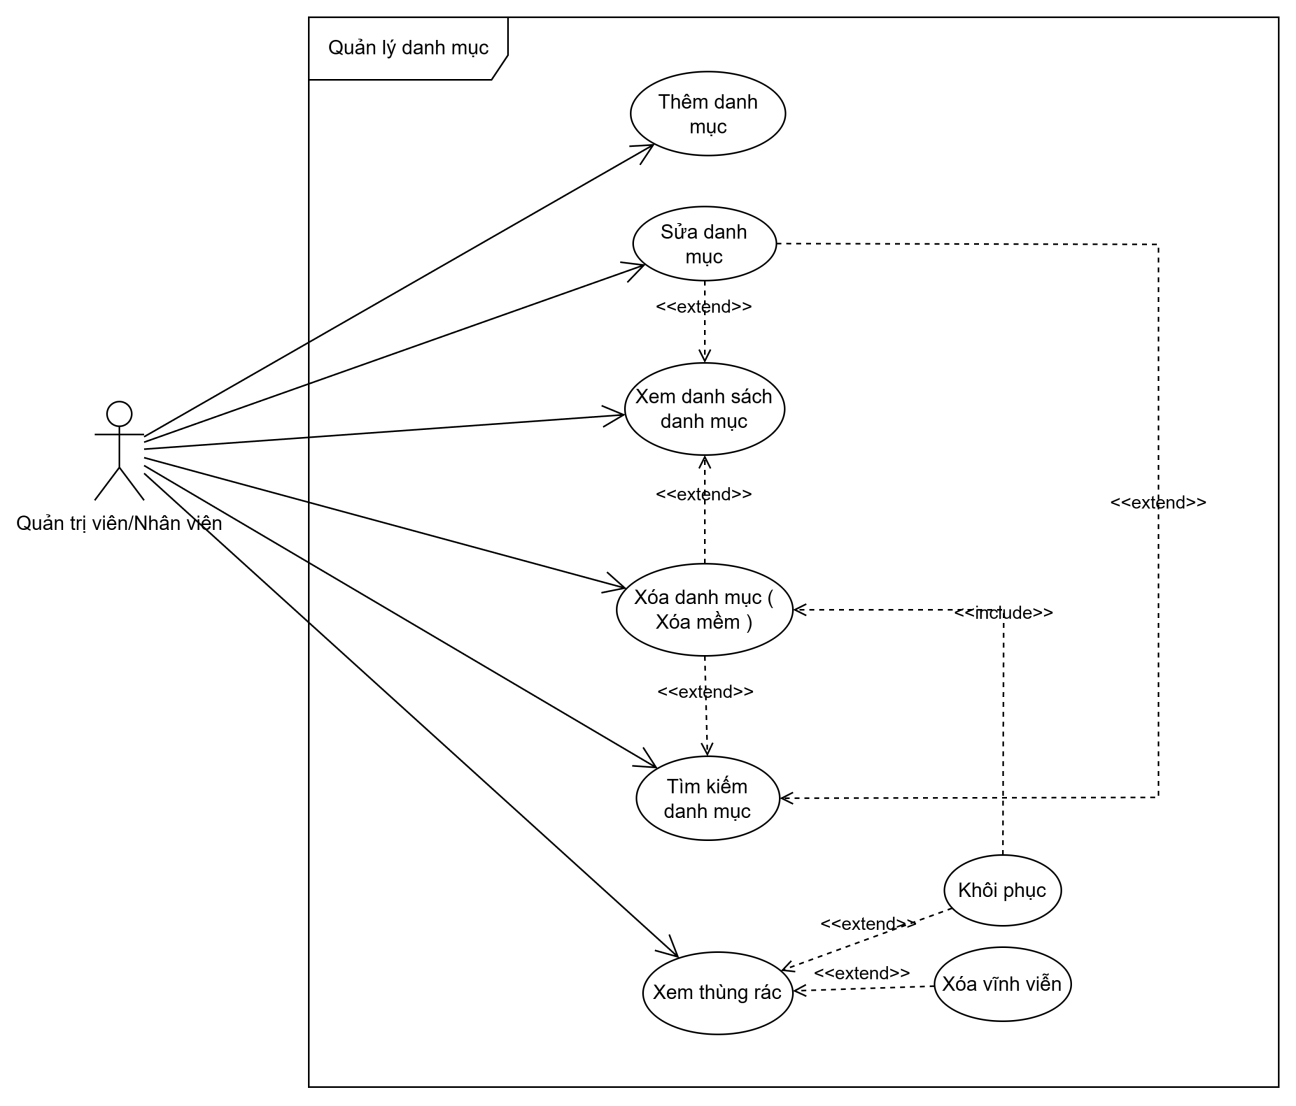 Quản lý danh mục
Thêm danh
mục
Sửa danh
mục
<<extend>>
Xem danh sách
danh mục
<<extend>>
<<extend>>
Quản trị viên/Nhân viên
Xóa danh mục (
Xóa mềm )
<<include>>
<<extend>>
Tìm kiếm
danh mục
Khôi phục
<<extend>>
<<extend>>
Xóa vĩnh viễn
Xem thùng rác